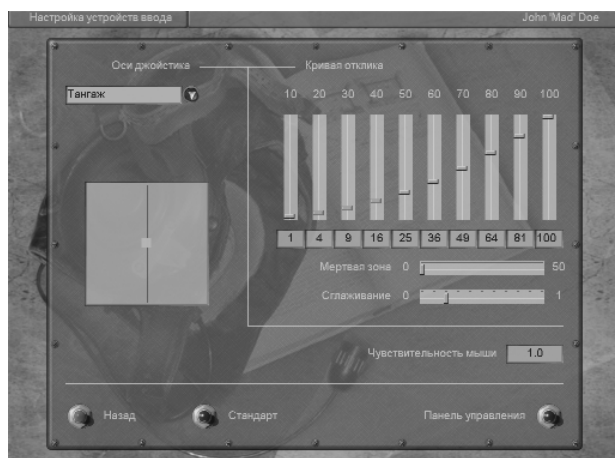 Настройка устройств ввода
John "Mad" Doe
Оси джойстика
Кривая отклика
Тангаж
10 20 30 40 50 60 70 80 90 100
1 4 9 16 25 36 49 64 81 100
Мертвая зона 0 50
Сглаживание 0 1
Чувствительность мыши 1.0
Назад
Стандарт
Панель управления